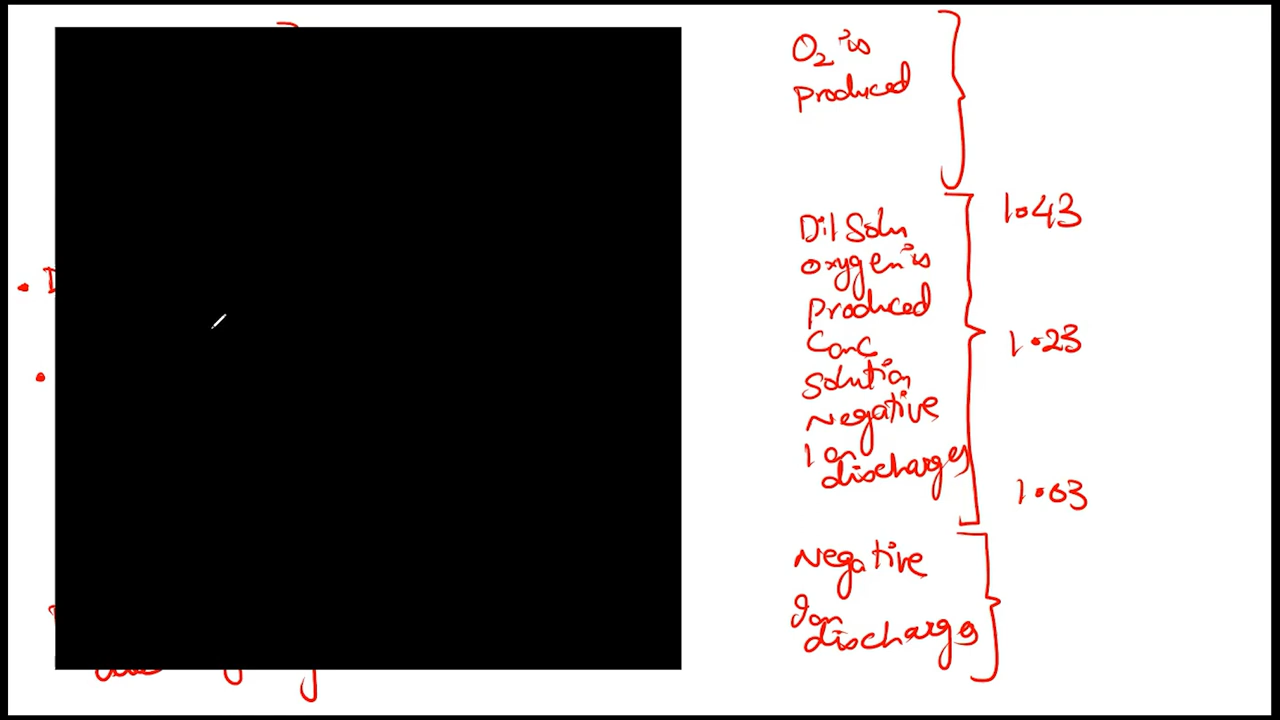 O₂ is
Produced
Dil Soln
oxygen is
Produced
Conc
Solution
Negative
Ion
discharges
1.43
1.23
1.03
Negative
Ion
discharges